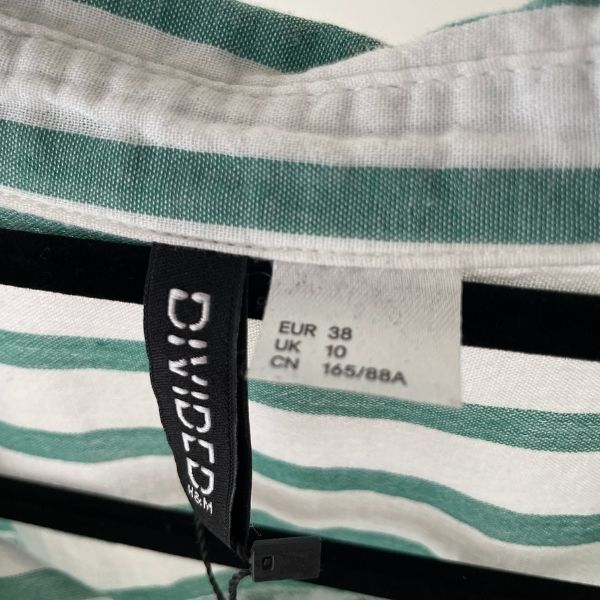 DIVIDED
H&M
EUR 38
UK 10
CN 165/88A